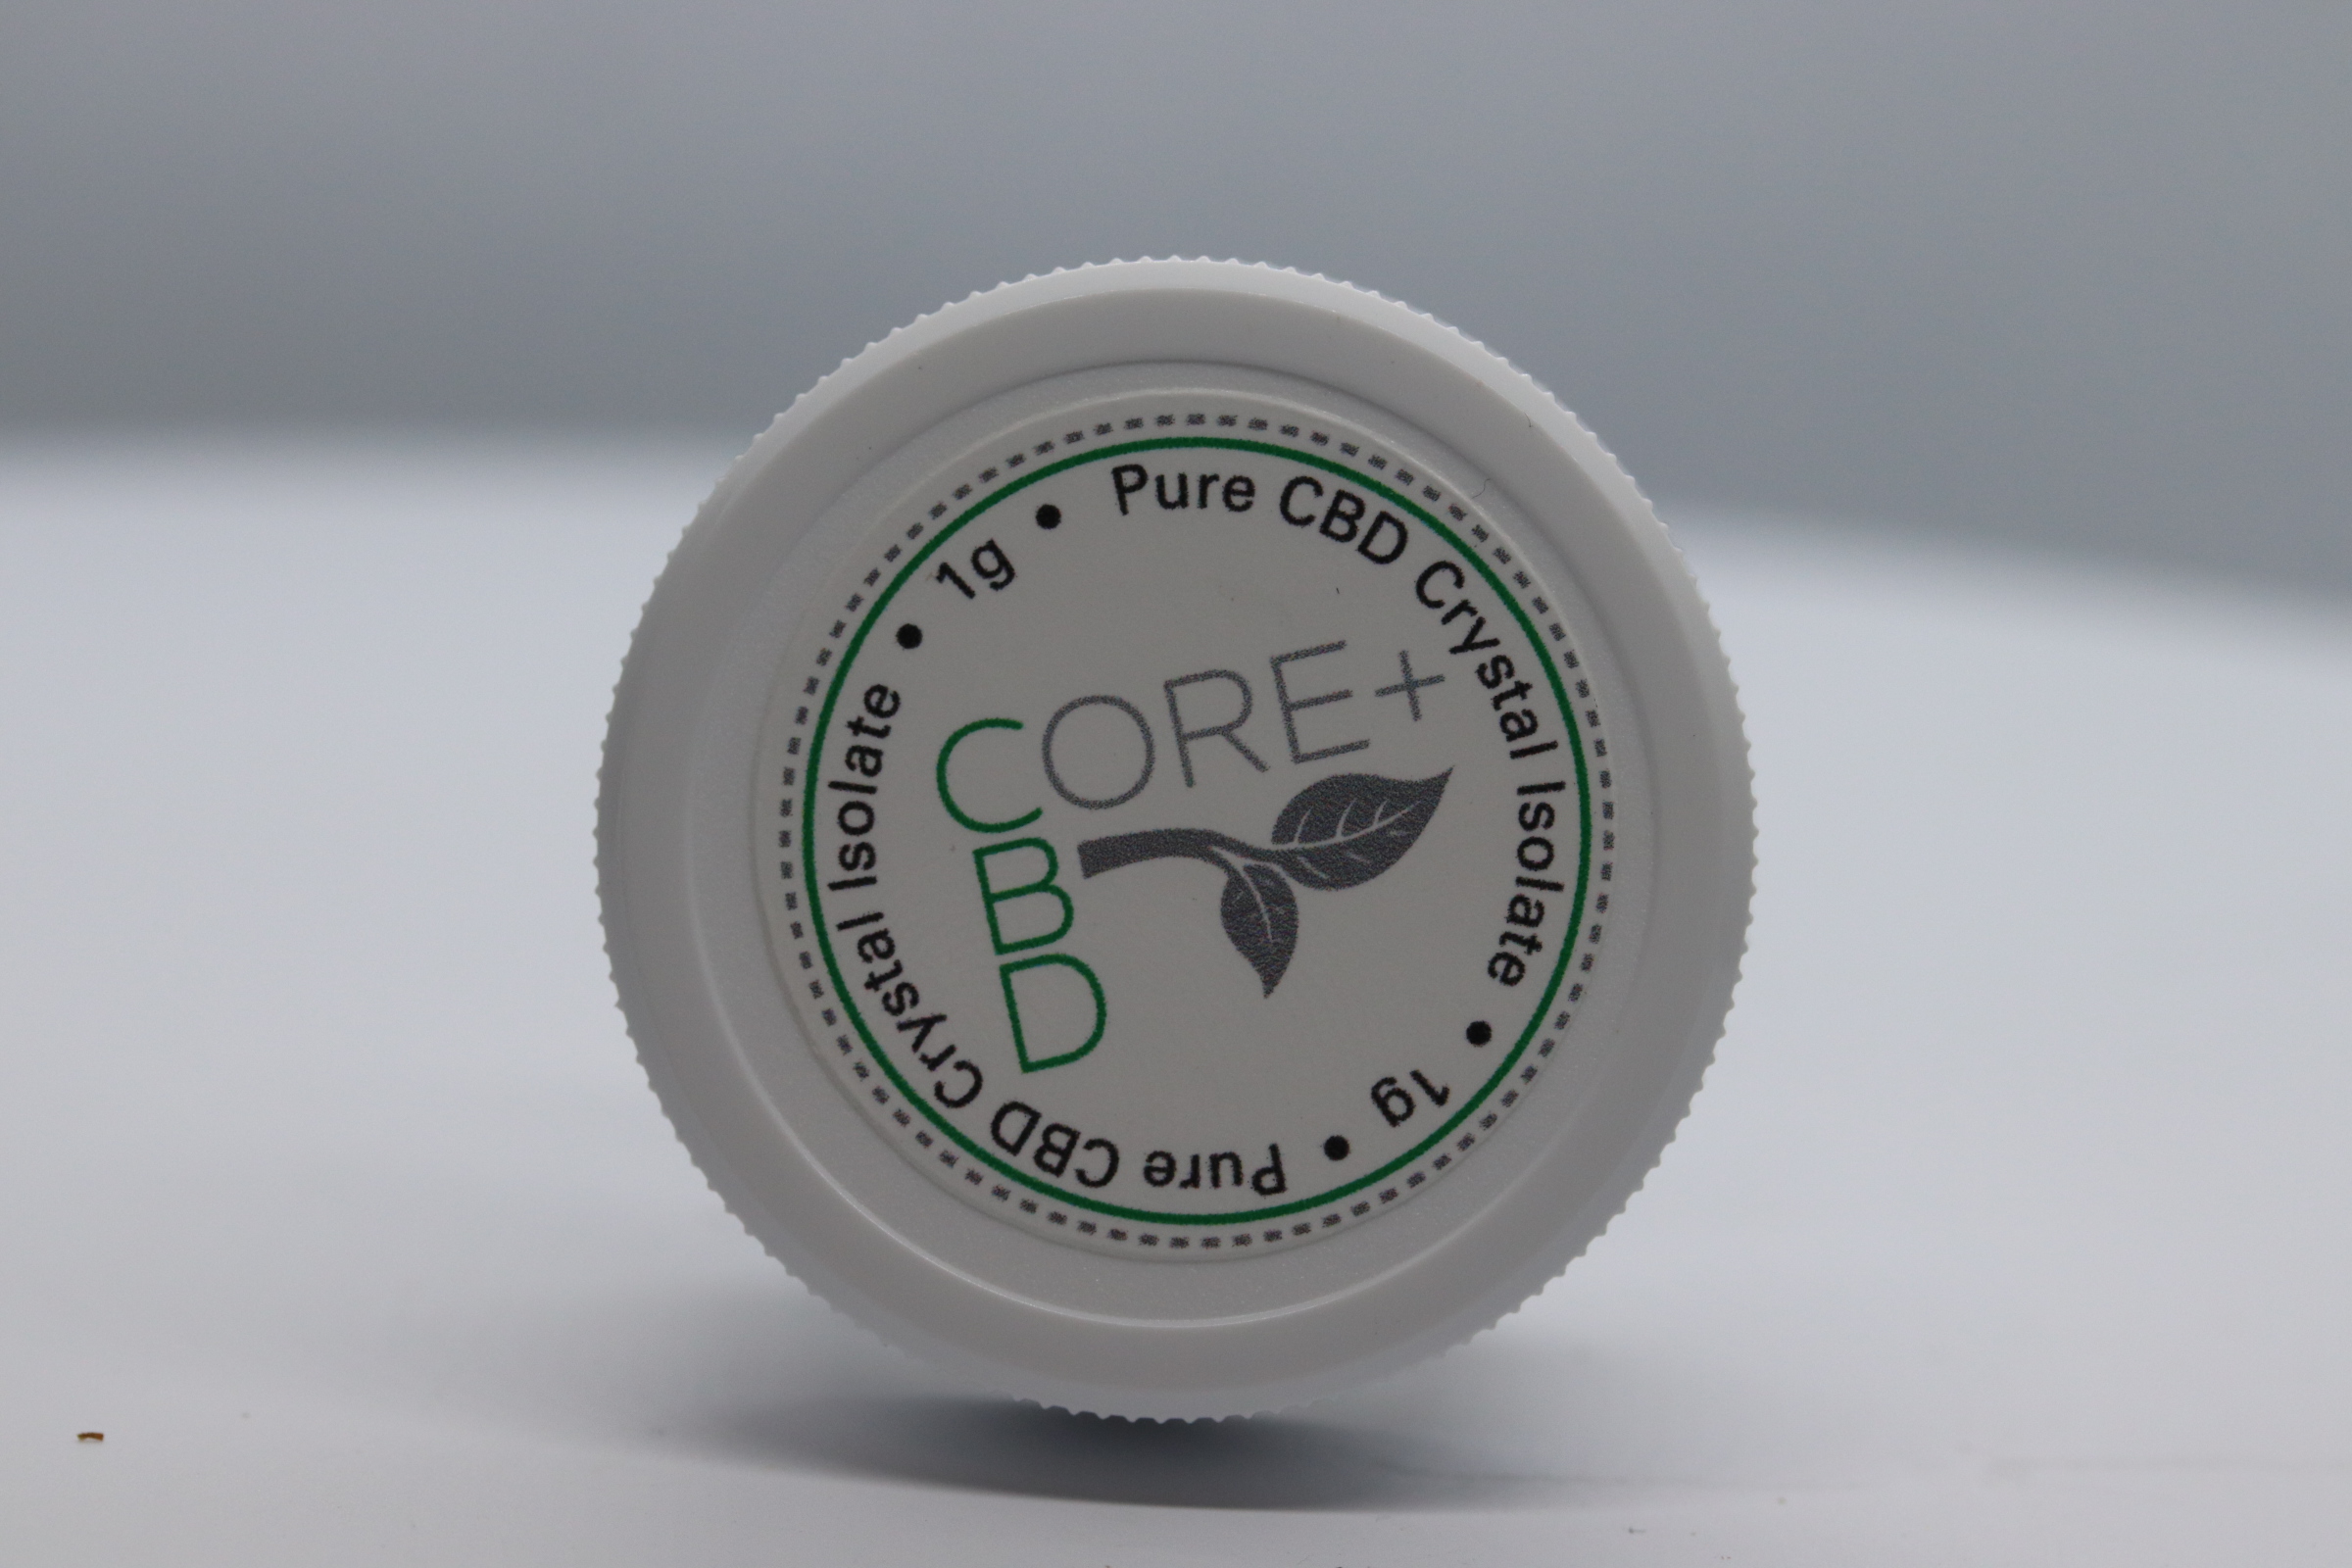 Pure CBD Crystal Isolate • 1g • Pure CBD Crystal Isolate • 1g •
CORE+
CBD